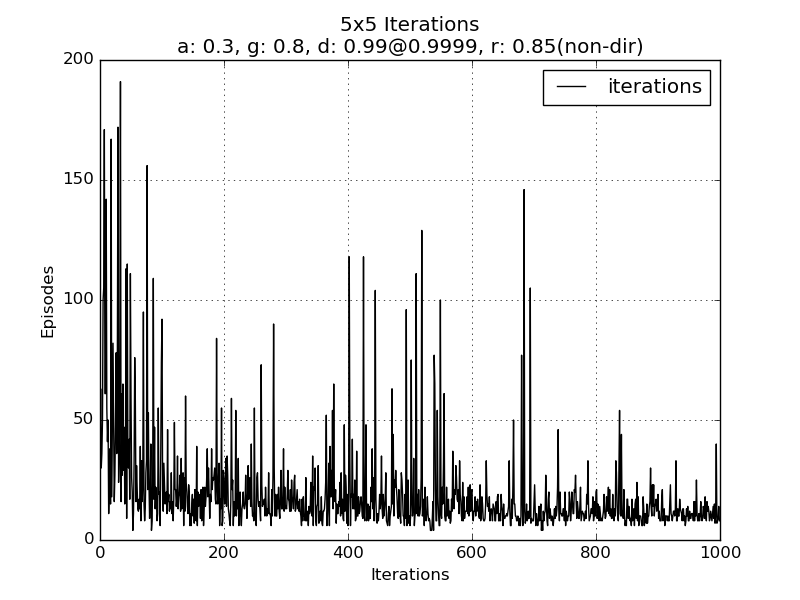 5x5 Iterations
a: 0.3, g: 0.8, d: 0.99@0.9999, r: 0.85(non-dir)
200
iterations
150
100
50
0
Episodes
0 200 400 600 800 1000
Iterations